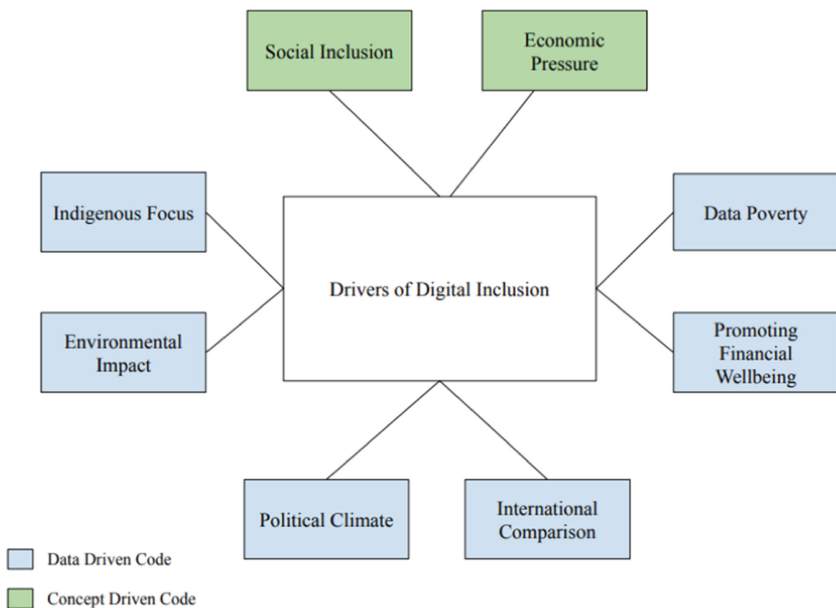 Social Inclusion
Economic
Pressure
Indigenous Focus
Data Poverty
Drivers of Digital Inclusion
Environmental
Impact
Promoting
Financial
Wellbeing
Political Climate
International
Comparison
Data Driven Code
Concept Driven Code